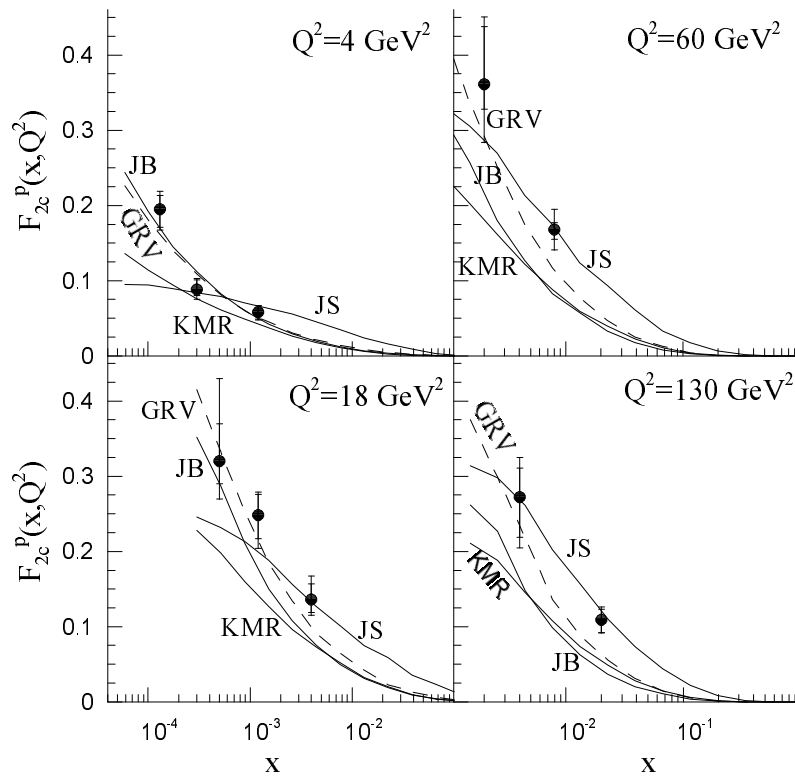 Q²=4 GeV²
Q²=60 GeV²
F₂c^p(x,Q²)
0.4
0.3
0.2
0.1
0
JB
GRV
KMR
JS
GRV
JB
KMR
JS
Q²=18 GeV²
Q²=130 GeV²
F₂c^p(x,Q²)
0.4
0.3
0.2
0.1
0
GRV
JB
KMR
JS
GRV
KMR
JS
JB
10⁻⁴
10⁻³
10⁻²
10⁻²
10⁻¹
x
x